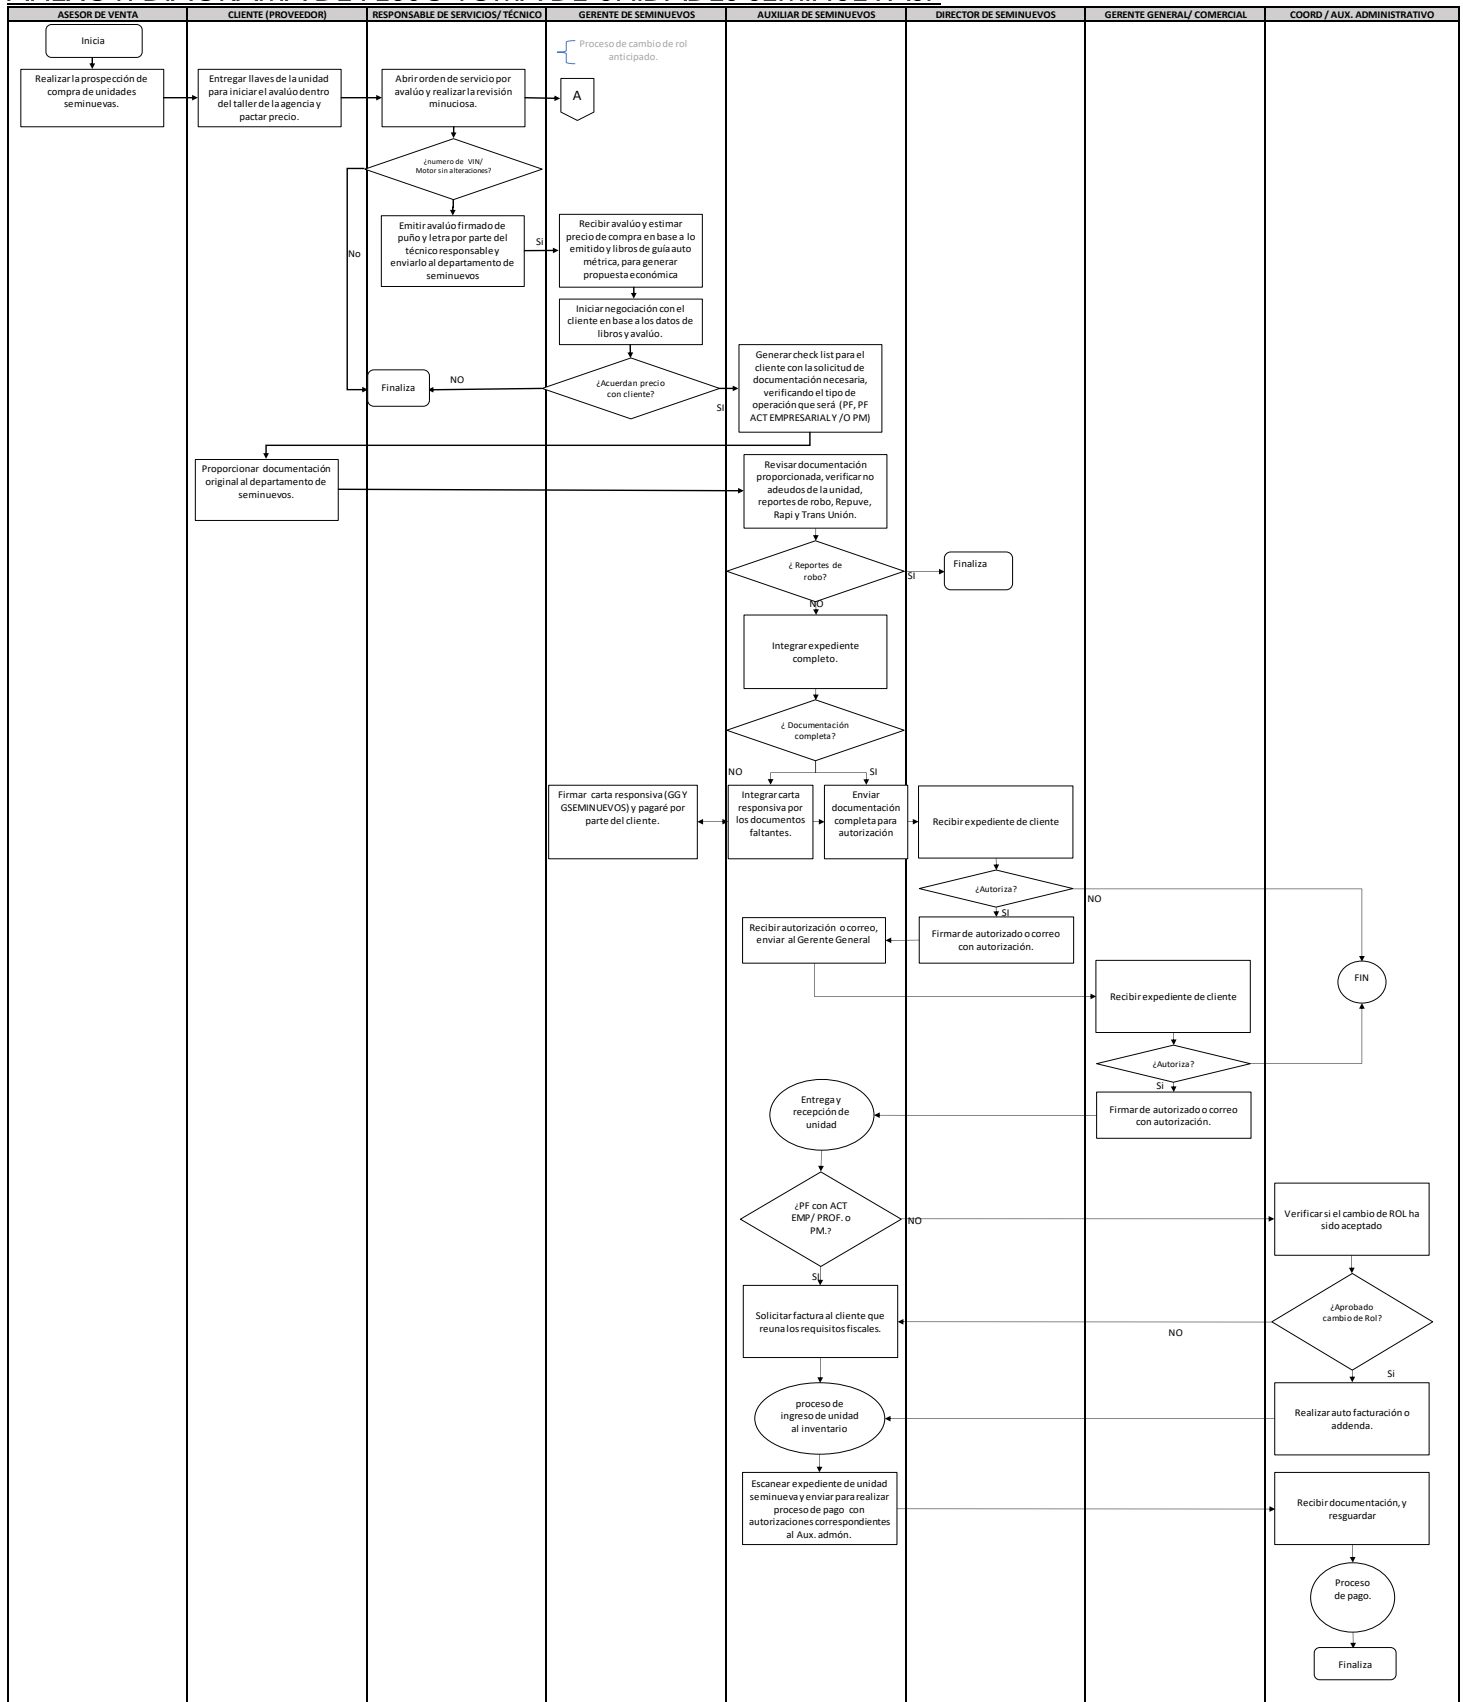 ASESOR DE VENTA
CLIENTE (PROVEEDOR)
RESPONSABLE DE SERVICIOS/ TÉCNICO
GERENTE DE SEMINUEVOS
AUXILIAR DE SEMINUEVOS
DIRECTOR DE SEMINUEVOS
GERENTE GENERAL/ COMERCIAL
COORD / AUX. ADMINISTRATIVO
Inicia
Proceso de cambio de rol
anticipado.
Realizar la prospección de
compra de unidades
seminuevas.
Entregar llaves de la unidad
para iniciar el avalúo dentro
del taller de la agencia y
pactar precio.
Abrir orden de servicio por
avalúo y realizar la revisión
minuciosa.
A
¿numero de VIN/
Motor sin alteraciones?
No
Emitir avalúo firmado de
puño y letra por parte del
técnico responsable y
enviarlo al departamento de
seminuevos
Si
Recibir avalúo y estimar
precio de compra en base a lo
emitido y libros de guía auto
métrica, para generar
propuesta económica
Iniciar negociación con el
cliente en base a los datos de
libros y avalúo.
Finaliza
NO
¿Acuerdan precio
con cliente?
SI
Generar check list para el
cliente con la solicitud de
documentación necesaria,
verificando el tipo de
operación que será (PF, PF
ACT EMPRESARIAL Y /O PM)
Proporcionar documentación
original al departamento de
seminuevos.
Revisar documentación
proporcionada, verificar no
adeudos de la unidad,
reportes de robo, Repuve,
Rapi y Trans Unión.
¿ Reportes de
robo?
SI
Finaliza
NO
Integrar expediente
completo.
¿ Documentación
completa?
NO
SI
Firmar carta responsiva (GG Y
GSEMINUEVOS) y pagaré por
parte del cliente.
Integrar carta
responsiva por
los documentos
faltantes.
Enviar
documentación
completa para
autorización
Recibir expediente de cliente
¿Autoriza?
NO
SI
Recibir autorización o correo,
enviar al Gerente General
Firmar de autorizado o correo
con autorización.
FIN
Recibir expediente de cliente
¿Autoriza?
Si
Entrega y
recepción de
unidad
Firmar de autorizado o correo
con autorización.
¿PF con ACT
EMP/ PROF. o
PM.?
NO
Verificar si el cambio de ROL ha
sido aceptado
SI
Solicitar factura al cliente que
reuna los requisitos fiscales.
¿Aprobado
cambio de Rol?
NO
Si
proceso de
ingreso de unidad
al inventario
Realizar auto facturación o
addenda.
Escanear expediente de unidad
seminueva y enviar para realizar
proceso de pago con
autorizaciones correspondientes
al Aux. admón.
Recibir documentación, y
resguardar
Proceso
de pago.
Finaliza